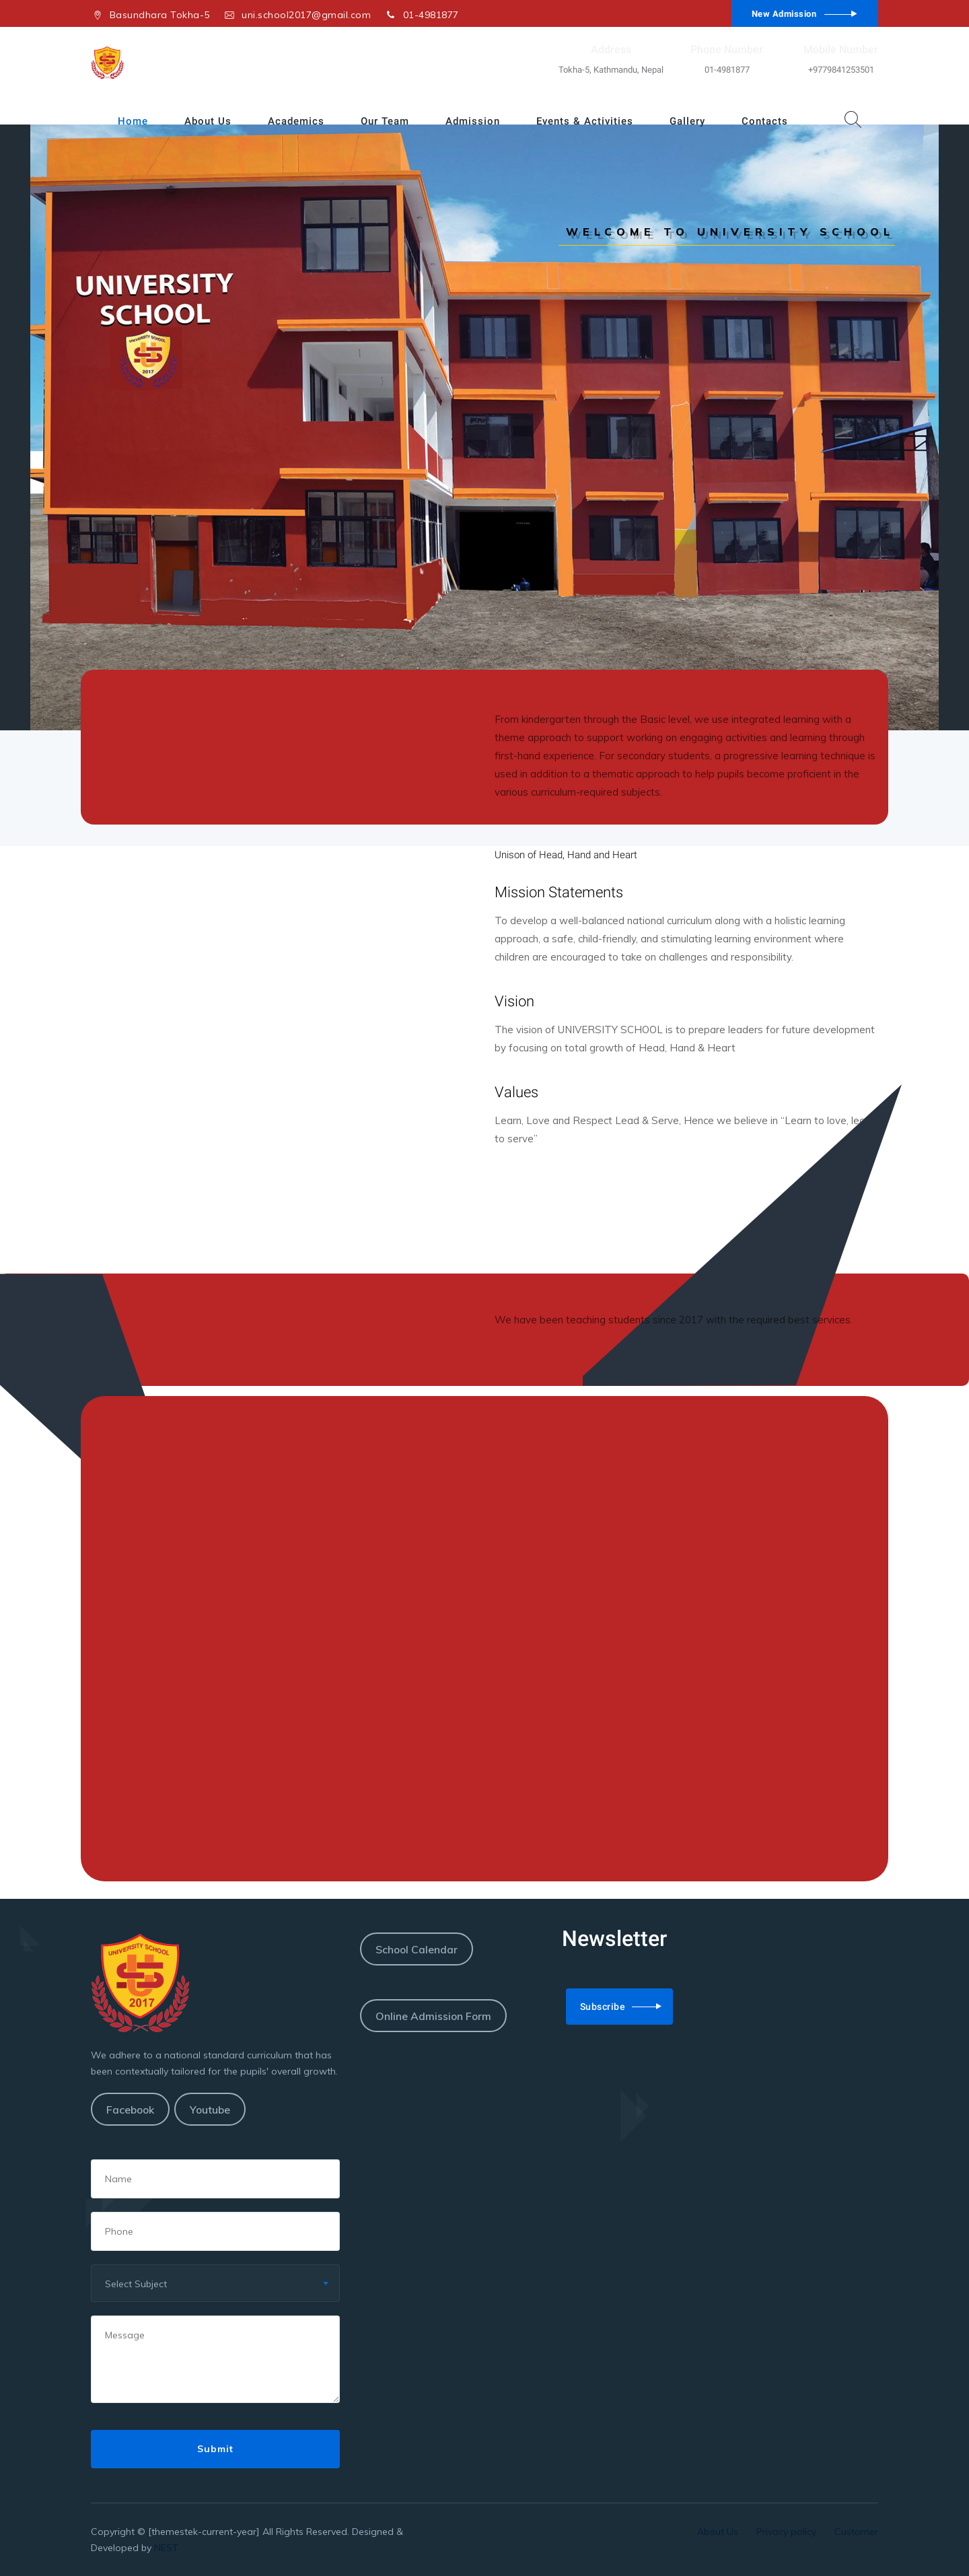 Basundhara Tokha-5 uni.school2017@gmail.com 01-4981877
New Admission
Address Phone Number Mobile Number
Tokha-5, Kathmandu, Nepal 01-4981877 +9779841253501
Home About Us Academics Our Team Admission Events & Activities Gallery Contacts
WELCOME TO UNIVERSITY SCHOOL
UNIVERSITY
SCHOOL
UNIVERSITY SCHOOL
2017
From kindergarten through the Basic level, we use integrated learning with a
theme approach to support working on engaging activities and learning through
first-hand experience. For secondary students, a progressive learning technique is
used in addition to a thematic approach to help pupils become proficient in the
various curriculum-required subjects.
Unison of Head, Hand and Heart
Mission Statements
To develop a well-balanced national curriculum along with a holistic learning
approach, a safe, child-friendly, and stimulating learning environment where
children are encouraged to take on challenges and responsibility.
Vision
The vision of UNIVERSITY SCHOOL is to prepare leaders for future development
by focusing on total growth of Head, Hand & Heart
Values
Learn, Love and Respect Lead & Serve, Hence we believe in “Learn to love,
to serve”
We have been teaching students since 2017 with the required best services.
UNIVERSITY SCHOOL
2017
We adhere to a national standard curriculum that has
been contextually tailored for the pupils' overall growth.
Facebook Youtube
School Calendar
Online Admission Form
Newsletter
Subscribe
Name
Phone
Select Subject
Message
Submit
Copyright © [themestek-current-year] All Rights Reserved. Designed &
Developed by NEST
About Us Privacy policy Customer